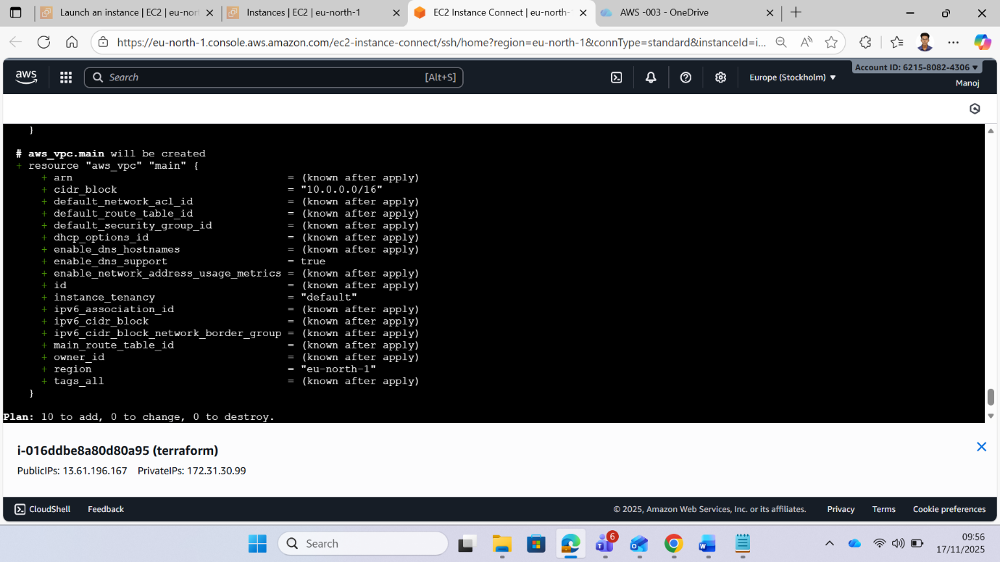 Launch an instance | EC2 | eu-nor
Instances | EC2 | eu-north-1
EC2 Instance Connect | eu-north-
AWS -003 - OneDrive
https://eu-north-1.console.aws.amazon.com/ec2-instance-connect/ssh/home?region=eu-north-1&connType=standard&instanceId=i...
aws
Search
[Alt+S]
Europe (Stockholm)
Account ID: 6215-8082-4306
Manoj
}
# aws_vpc.main will be created
+ resource "aws_vpc" "main" {
+ arn = (known after apply)
+ cidr_block = "10.0.0.0/16"
+ default_network_acl_id = (known after apply)
+ default_route_table_id = (known after apply)
+ default_security_group_id = (known after apply)
+ dhcp_options_id = (known after apply)
+ enable_dns_hostnames = (known after apply)
+ enable_dns_support = true
+ enable_network_address_usage_metrics = (known after apply)
+ id = (known after apply)
+ instance_tenancy = "default"
+ ipv6_association_id = (known after apply)
+ ipv6_cidr_block = (known after apply)
+ ipv6_cidr_block_network_border_group = (known after apply)
+ main_route_table_id = (known after apply)
+ owner_id = (known after apply)
+ region = "eu-north-1"
+ tags_all = (known after apply)
}
Plan: 10 to add, 0 to change, 0 to destroy.
i-016ddbe8a80d80a95 (terraform)
PublicIPs: 13.61.196.167 PrivateIPs: 172.31.30.99
CloudShell
Feedback
© 2025, Amazon Web Services, Inc. or its affiliates.
Privacy
Terms
Cookie preferences
Search
6
09:56
17/11/2025